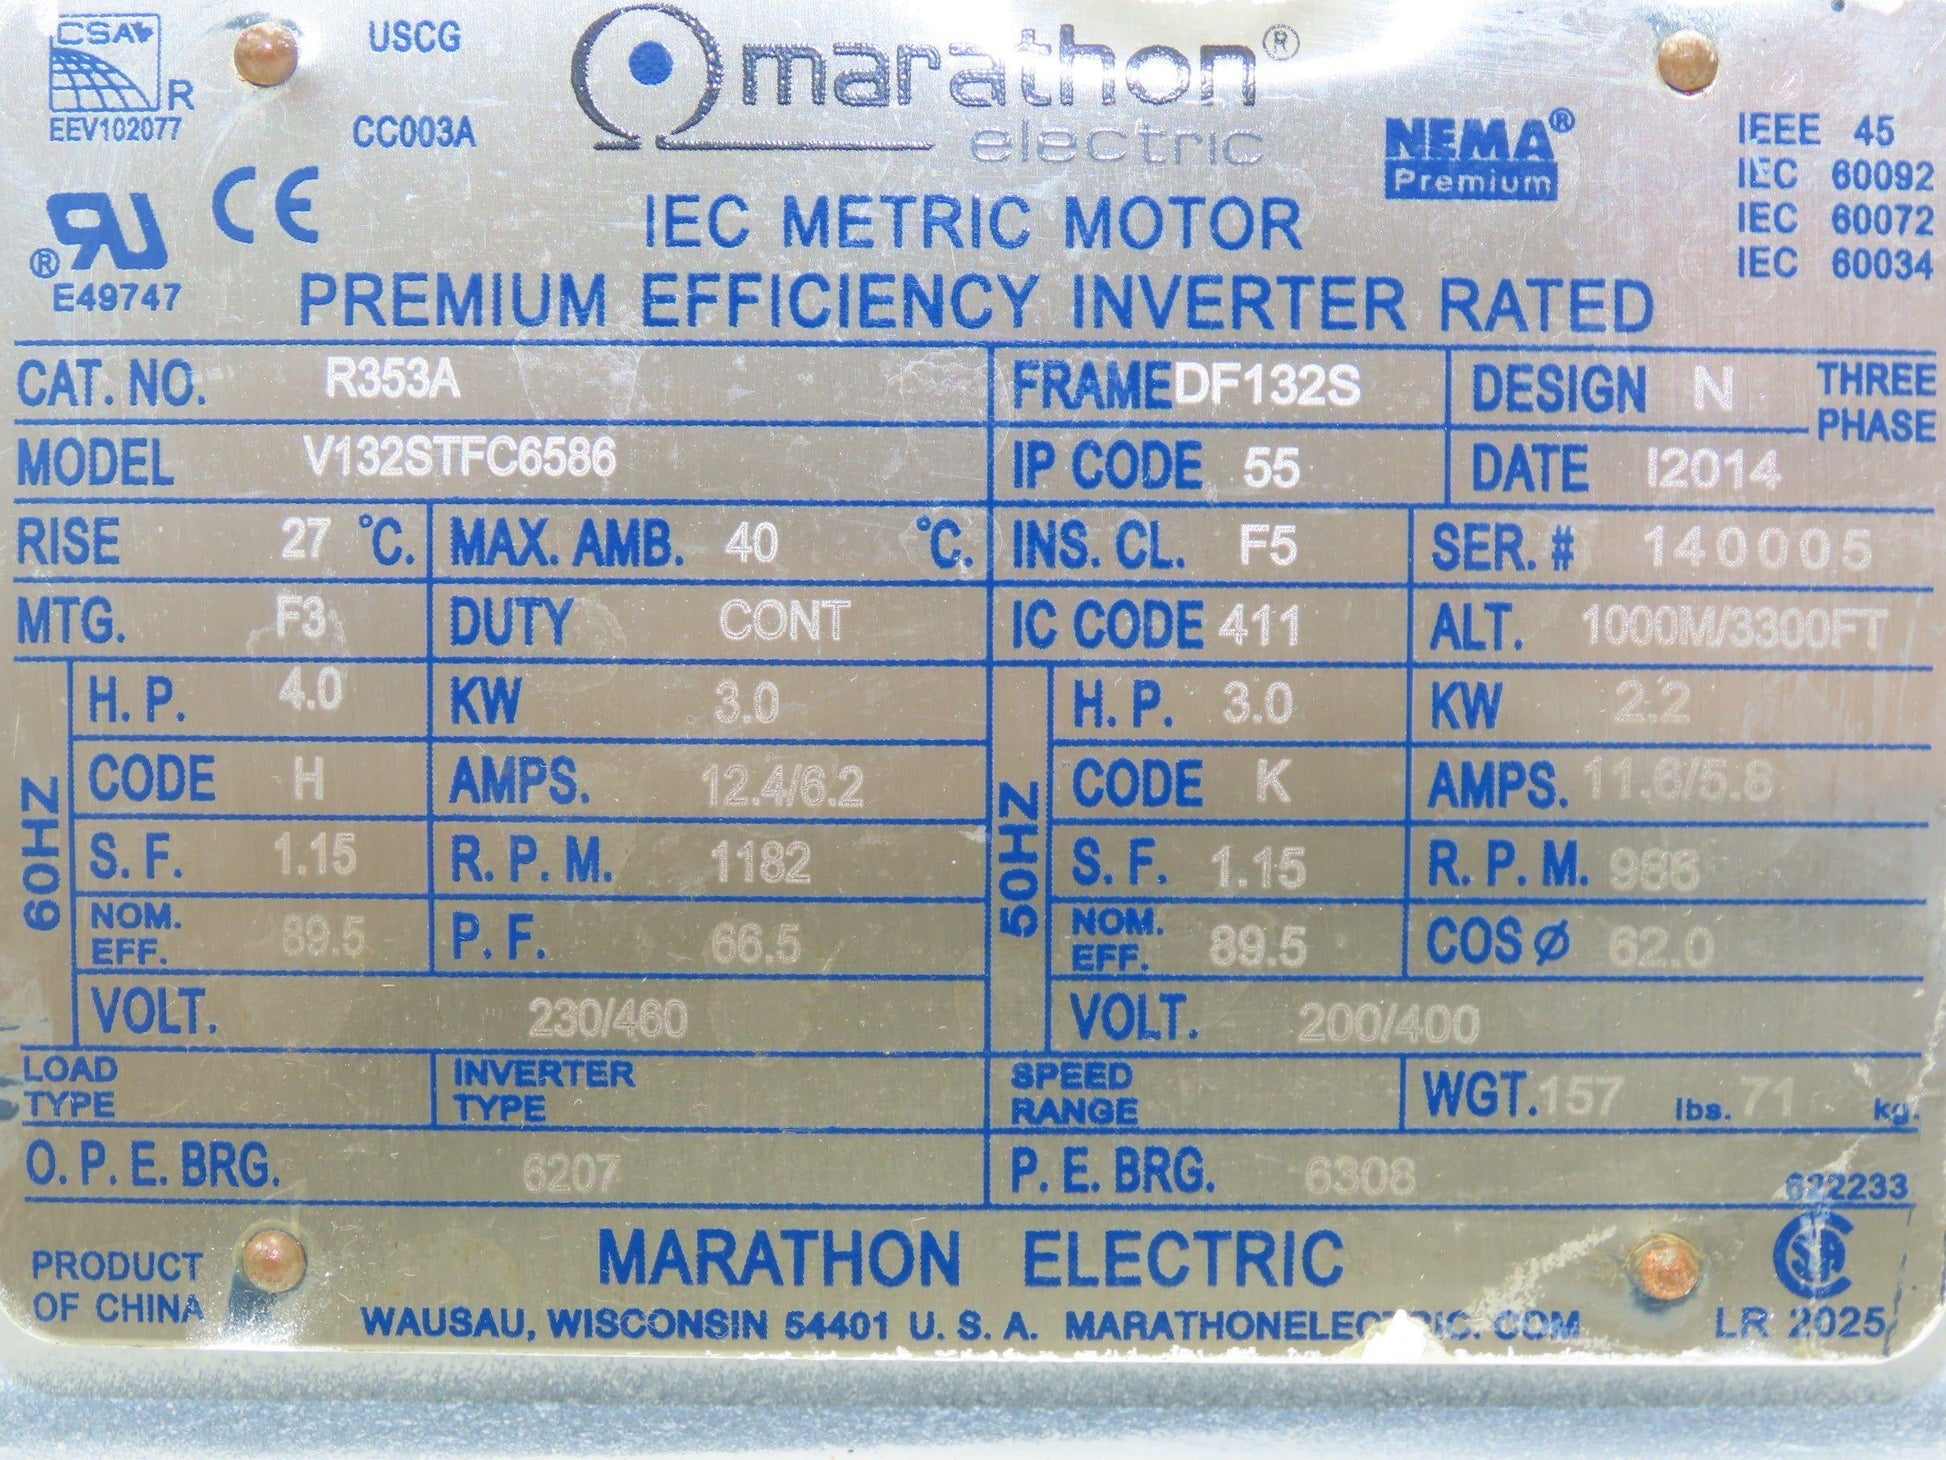 CSA
R
EEV102077
USCG
CC003A
marathon®
electric
NEMA®
Premium
IEEE 45
IEC 60092
IEC 60072
IEC 60034
®
E49747
CE
IEC METRIC MOTOR
PREMIUM EFFICIENCY INVERTER RATED
CAT. NO. R353A FRAME DF132S DESIGN N THREE PHASE
MODEL V132STFC6586 IP CODE 55 DATE I2014
RISE 27 °C. MAX. AMB. 40 °C. INS. CL. F5 SER. # 140005
MTG. F3 DUTY CONT IC CODE 411 ALT. 1000M/3300FT
60HZ
H. P. 4.0 KW 3.0
CODE H AMPS. 12.4/6.2
S. F. 1.15 R. P. M. 1182
NOM. EFF. 89.5 P. F. 66.5
VOLT. 230/460
50HZ
H. P. 3.0 KW 2.2
CODE K AMPS. 11.6/5.8
S. F. 1.15 R. P. M. 986
NOM. EFF. 89.5 COS Ø 62.0
VOLT. 200/400
LOAD TYPE INVERTER TYPE SPEED RANGE WGT. 157 lbs. 71 kg.
O. P. E. BRG. 6207 P. E. BRG. 6308
622233
PRODUCT
OF CHINA
MARATHON ELECTRIC
WAUSAU, WISCONSIN 54401 U. S. A. MARATHONELECTRIC.COM
LR 2025